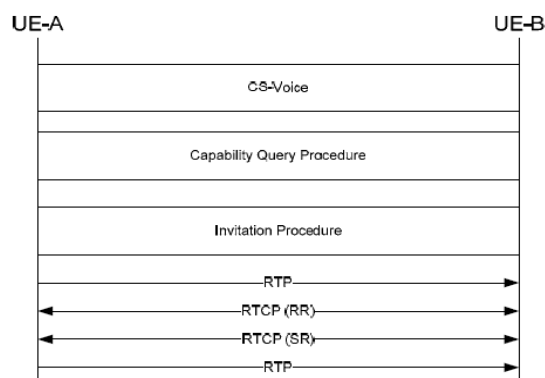 UE-A UE-B
CS-Voice
Capability Query Procedure
Invitation Procedure
RTP
RTCP (RR)
RTCP (SR)
RTP